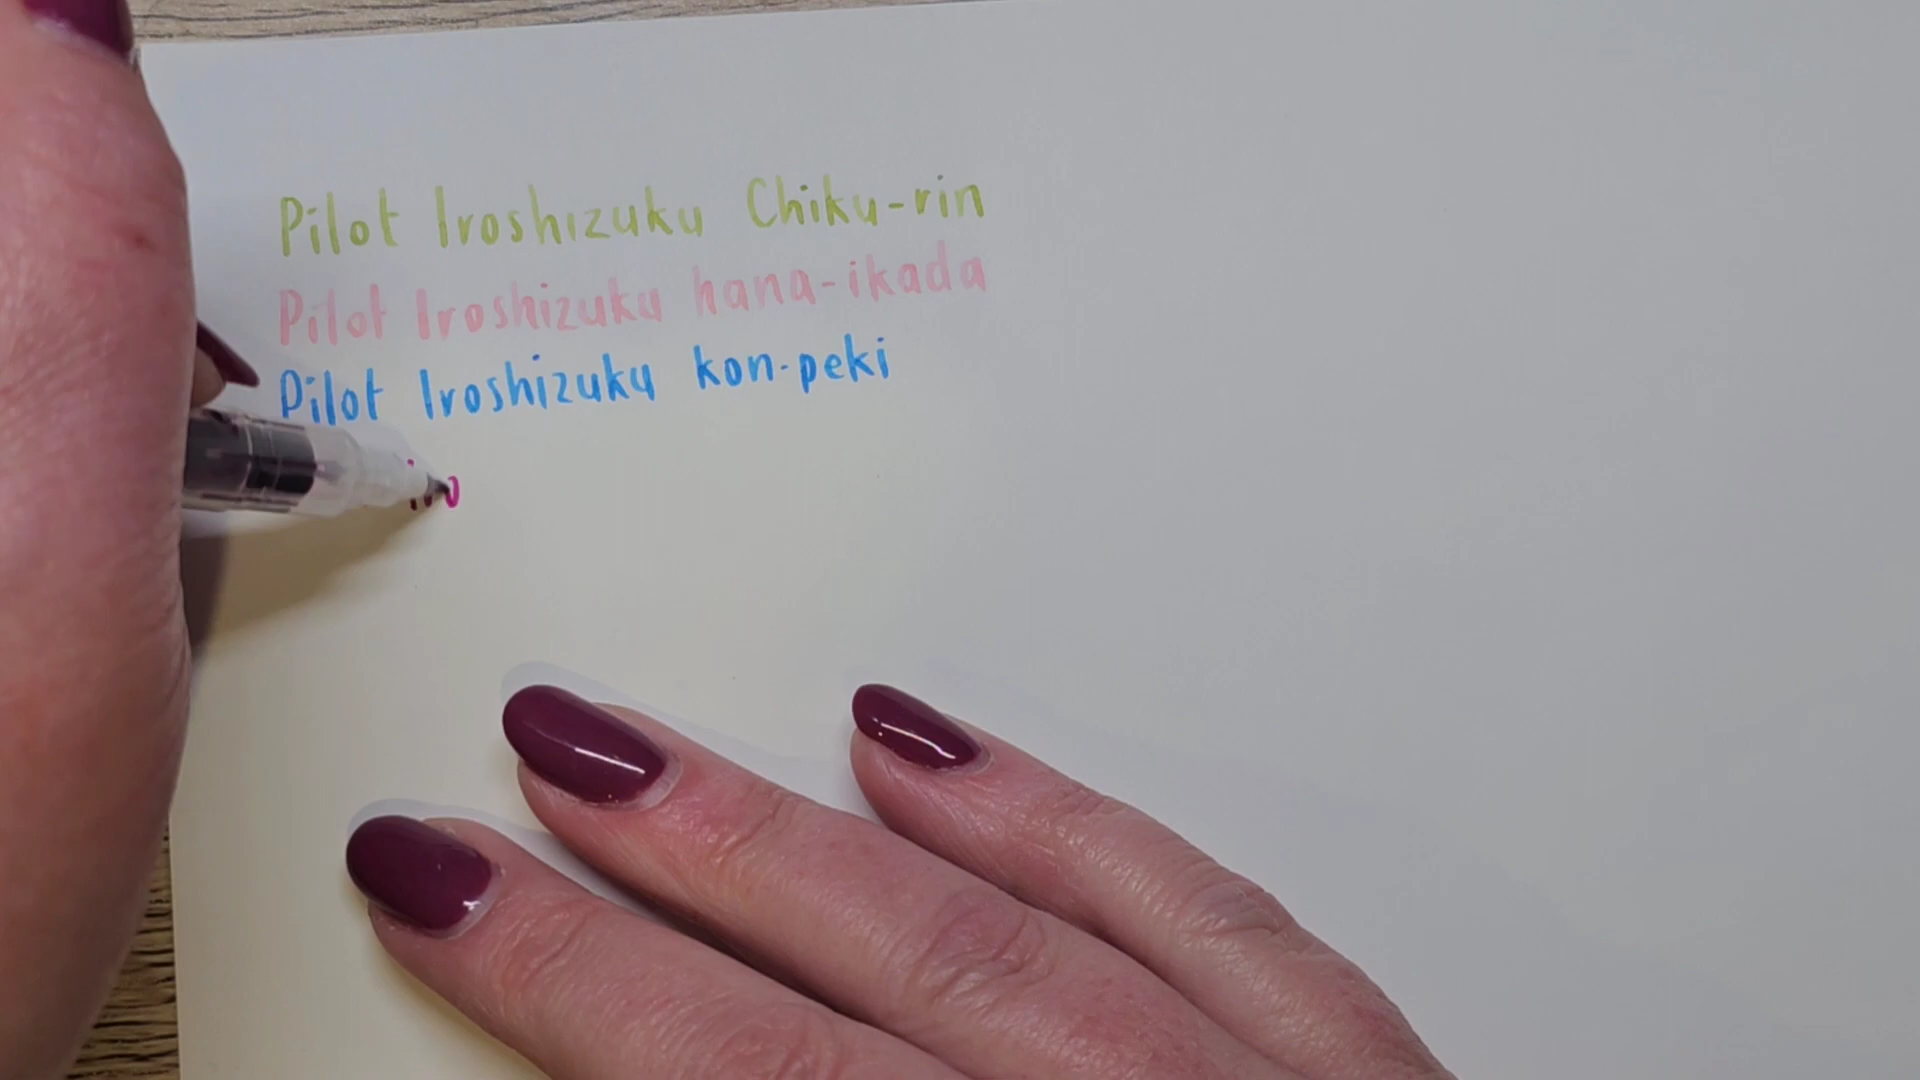 Pilot Iroshizuku Chiku-rin
Pilot Iroshizuku hana-ikada
Pilot Iroshizuku kon-peki